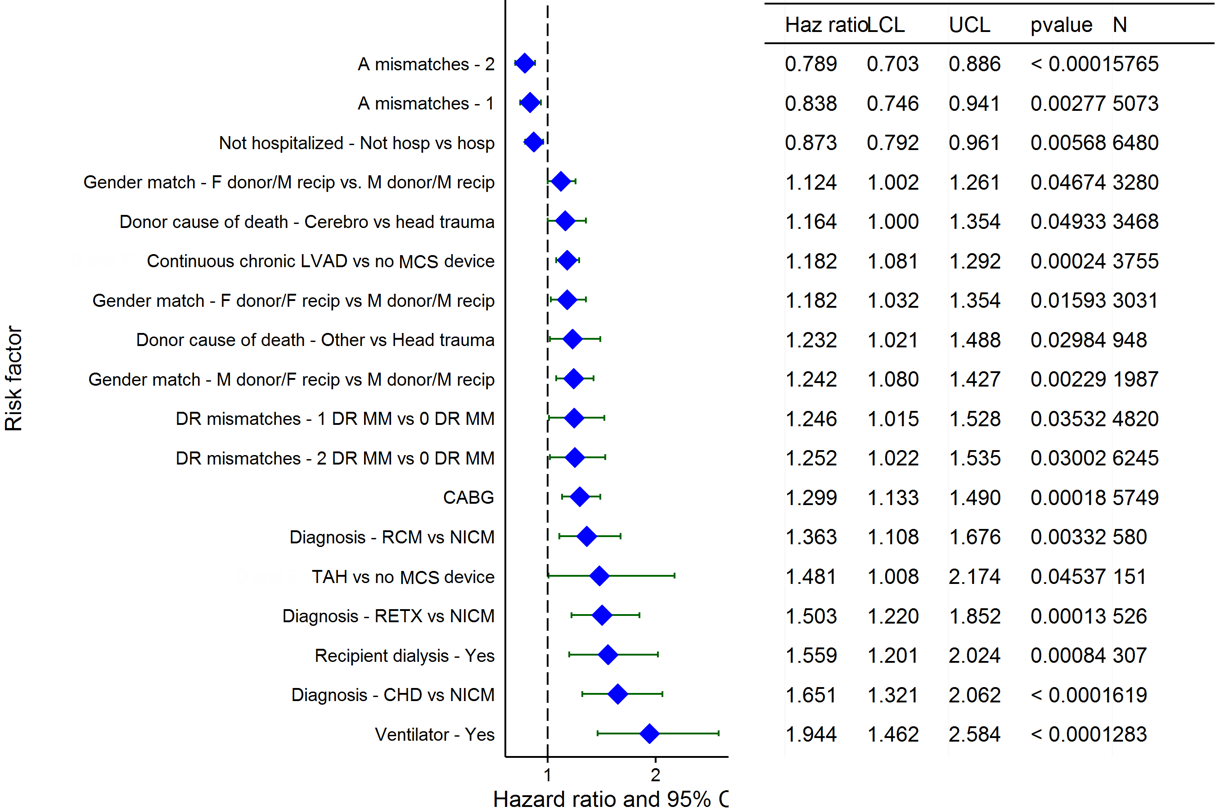 Haz ratio LCL UCL pvalue N
A mismatches - 2 0.789 0.703 0.886 < 0.0001 5765
A mismatches - 1 0.838 0.746 0.941 0.00277 5073
Not hospitalized - Not hosp vs hosp 0.873 0.792 0.961 0.00568 6480
Gender match - F donor/M recip vs. M donor/M recip 1.124 1.002 1.261 0.04674 3280
Donor cause of death - Cerebro vs head trauma 1.164 1.000 1.354 0.04933 3468
Continuous chronic LVAD vs no MCS device 1.182 1.081 1.292 0.00024 3755
Gender match - F donor/F recip vs M donor/M recip 1.182 1.032 1.354 0.01593 3031
Donor cause of death - Other vs Head trauma 1.232 1.021 1.488 0.02984 948
Gender match - M donor/F recip vs M donor/M recip 1.242 1.080 1.427 0.00229 1987
DR mismatches - 1 DR MM vs 0 DR MM 1.246 1.015 1.528 0.03532 4820
DR mismatches - 2 DR MM vs 0 DR MM 1.252 1.022 1.535 0.03002 6245
CABG 1.299 1.133 1.490 0.00018 5749
Diagnosis - RCM vs NICM 1.363 1.108 1.676 0.00332 580
TAH vs no MCS device 1.481 1.008 2.174 0.04537 151
Diagnosis - RETX vs NICM 1.503 1.220 1.852 0.00013 526
Recipient dialysis - Yes 1.559 1.201 2.024 0.00084 307
Diagnosis - CHD vs NICM 1.651 1.321 2.062 < 0.0001 619
Ventilator - Yes 1.944 1.462 2.584 < 0.0001 283
Risk factor
1 2
Hazard ratio and 95%